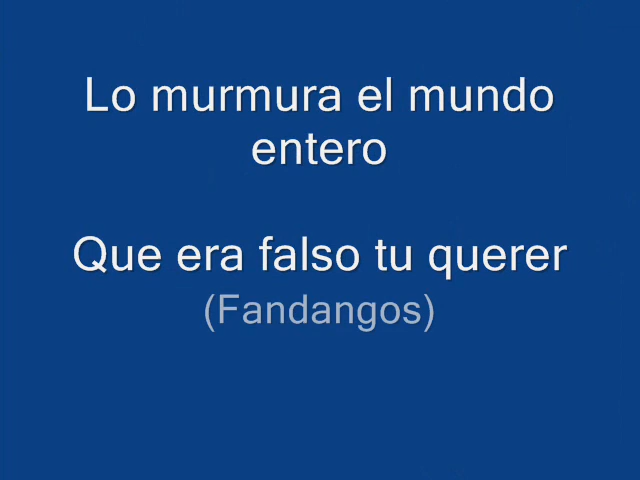 Lo murmura el mundo
entero
Que era falso tu querer
(Fandangos)